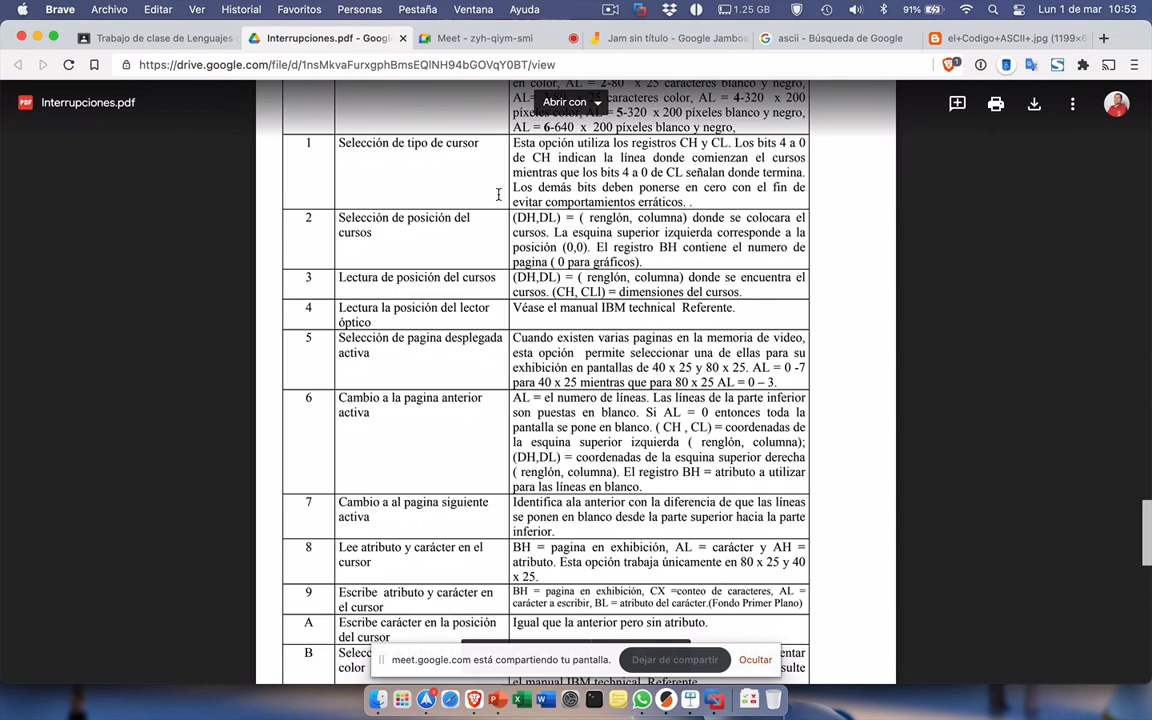 Brave Archivo Editar Ver Historial Favoritos Personas Pestaña Ventana Ayuda 1.25 GB 91% Lun 1 de mar 10:53
Trabajo de clase de Lenguajes
Interrupciones.pdf - Googl
Meet - zyh-qiym-smi
Jam sin título - Google Jamboa
ascii - Búsqueda de Google
el+Codigo+ASCII+.jpg (1199×6
https://drive.google.com/file/d/1nsMkvaFurxgphBmsEQlNH94bGOVqY0BT/view
PDF Interrupciones.pdf
Abrir con
en color, AL = 2-80 x 25 caracteres blanco y negro,
AL= 3-80 x 25 caracteres color, AL = 4-320 x 200
píxeles color, AL = 5-320 x 200 píxeles blanco y negro,
AL = 6-640 x 200 píxeles blanco y negro,
1 Selección de tipo de cursor
Esta opción utiliza los registros CH y CL. Los bits 4 a 0
de CH indican la línea donde comienzan el cursos
mientras que los bits 4 a 0 de CL señalan donde termina.
Los demás bits deben ponerse en cero con el fin de
evitar comportamientos erráticos. .
2 Selección de posición del
cursos
(DH,DL) = ( renglón, columna) donde se colocara el
cursos. La esquina superior izquierda corresponde a la
posición (0,0). El registro BH contiene el numero de
pagina ( 0 para gráficos).
3 Lectura de posición del cursos
(DH,DL) = ( renglón, columna) donde se encuentra el
cursos. (CH, CLl) = dimensiones del cursos.
4 Lectura la posición del lector
óptico
Véase el manual IBM technical Referente.
5 Selección de pagina desplegada
activa
Cuando existen varias paginas en la memoria de video,
esta opción permite seleccionar una de ellas para su
exhibición en pantallas de 40 x 25 y 80 x 25. AL = 0 -7
para 40 x 25 mientras que para 80 x 25 AL = 0 – 3.
6 Cambio a la pagina anterior
activa
AL = el numero de líneas. Las líneas de la parte inferior
son puestas en blanco. Si AL = 0 entonces toda la
pantalla se pone en blanco. ( CH , CL) = coordenadas de
la esquina superior izquierda ( renglón, columna);
(DH,DL) = coordenadas de la esquina superior derecha
( renglón, columna). El registro BH = atributo a utilizar
para las líneas en blanco.
7 Cambio a al pagina siguiente
activa
Identifica ala anterior con la diferencia de que las líneas
se ponen en blanco desde la parte superior hacia la parte
inferior.
8 Lee atributo y carácter en el
cursor
BH = pagina en exhibición, AL = carácter y AH =
atributo. Esta opción trabaja únicamente en 80 x 25 y 40
x 25.
9 Escribe atributo y carácter en
el cursor
BH = pagina en exhibición, CX =conteo de caracteres, AL =
carácter a escribir, BL = atributo del carácter.(Fondo Primer Plano)
A Escribe carácter en la posición
del cursor
Igual que la anterior pero sin atributo.
B Selec
color
entar
sulte
el manual IBM technical Referente
meet.google.com está compartiendo tu pantalla.
Dejar de compartir
Ocultar